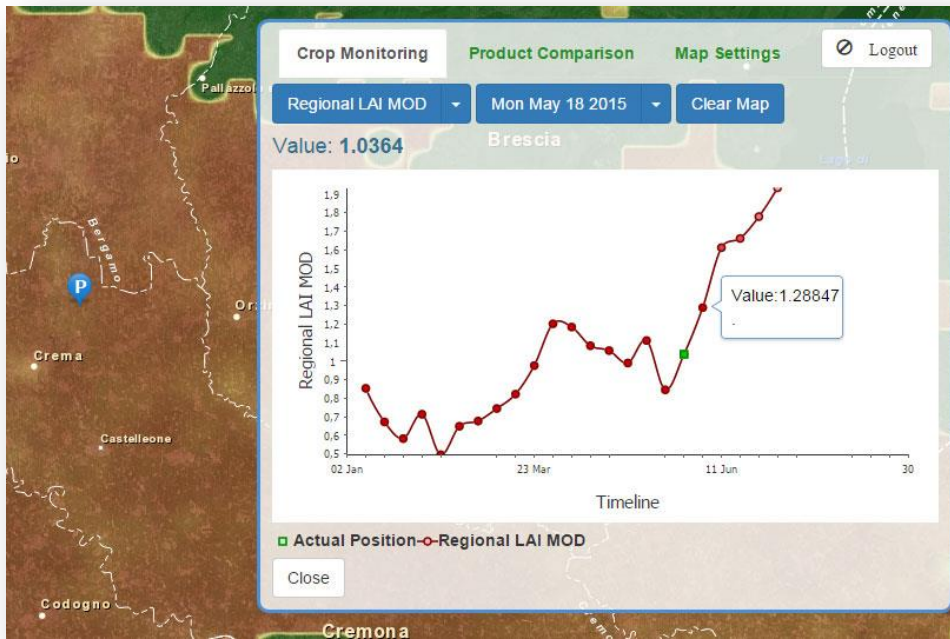 Crop Monitoring
Product Comparison
Map Settings
Logout
Pallazzol
Regional LAI MOD
Mon May 18 2015
Clear Map
Value: 1.0364
Brescia
io
Bergamo
P
Orzin
Crema
Castelleone
Codogno
Cremona
1,9
1,8
1,7
1,6
1,5
1,4
1,3
1,2
1,1
1
0,9
0,8
0,7
0,6
0,5
Regional LAI MOD
Value:1.28847
.
02 Jan
23 Mar
11 Jun
30
Timeline
Actual Position
Regional LAI MOD
Close